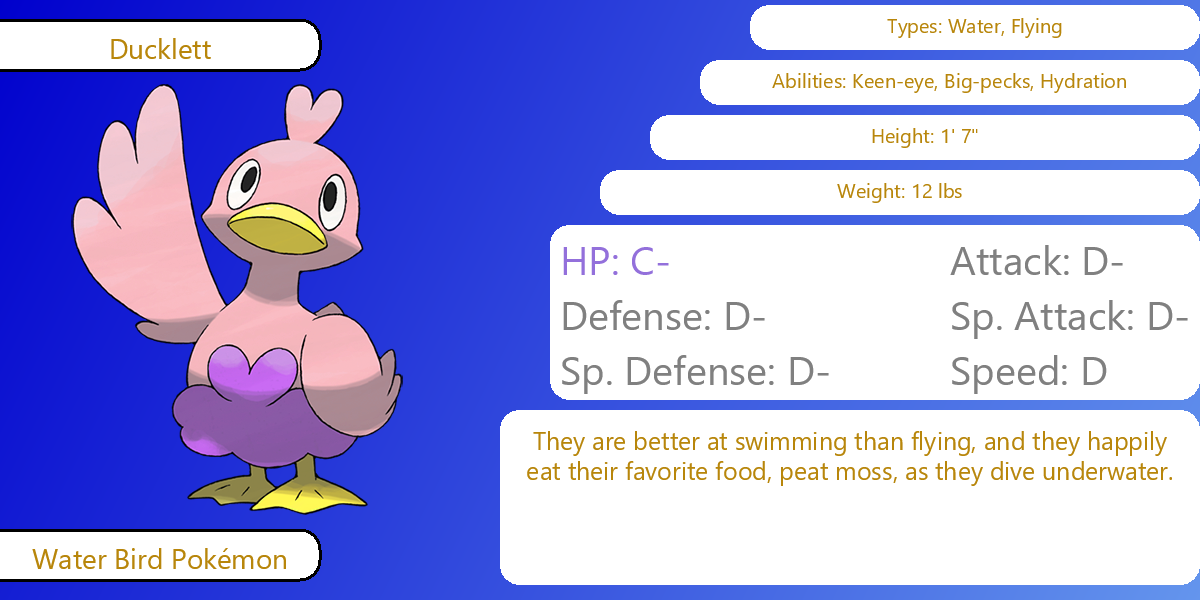 Ducklett
Types: Water, Flying
Abilities: Keen-eye, Big-pecks, Hydration
Height: 1' 7"
Weight: 12 lbs
HP: C-
Attack: D-
Defense: D-
Sp. Attack: D-
Sp. Defense: D-
Speed: D
They are better at swimming than flying, and they happily
eat their favorite food, peat moss, as they dive underwater.
Water Bird Pokémon